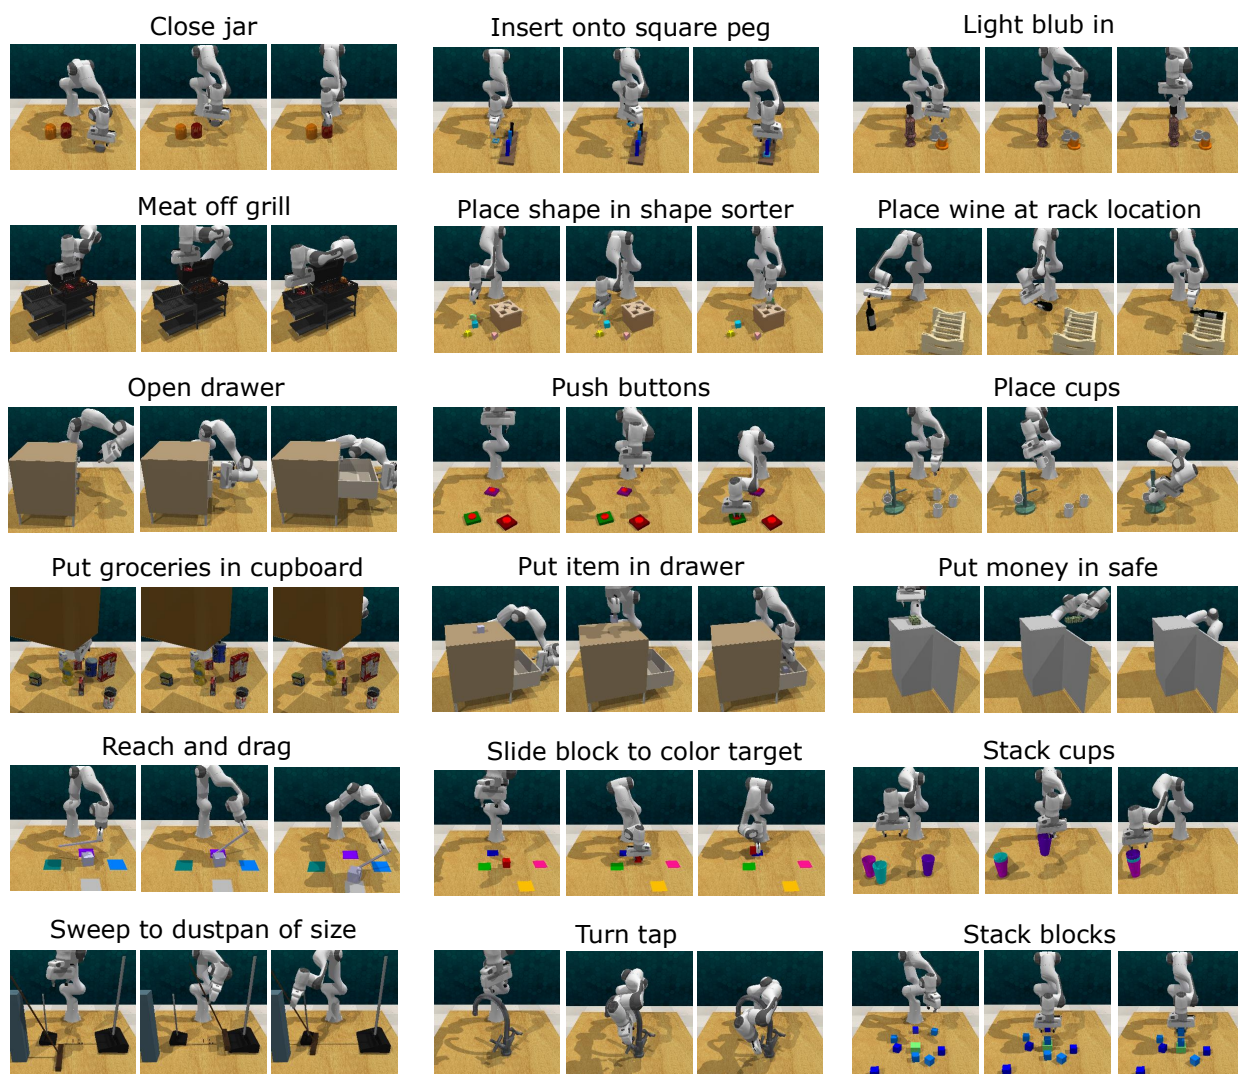 Close jar
Insert onto square peg
Light blub in
Meat off grill
Place shape in shape sorter
Place wine at rack location
Open drawer
Push buttons
Place cups
Put groceries in cupboard
Put item in drawer
Put money in safe
Reach and drag
Slide block to color target
Stack cups
Sweep to dustpan of size
Turn tap
Stack blocks